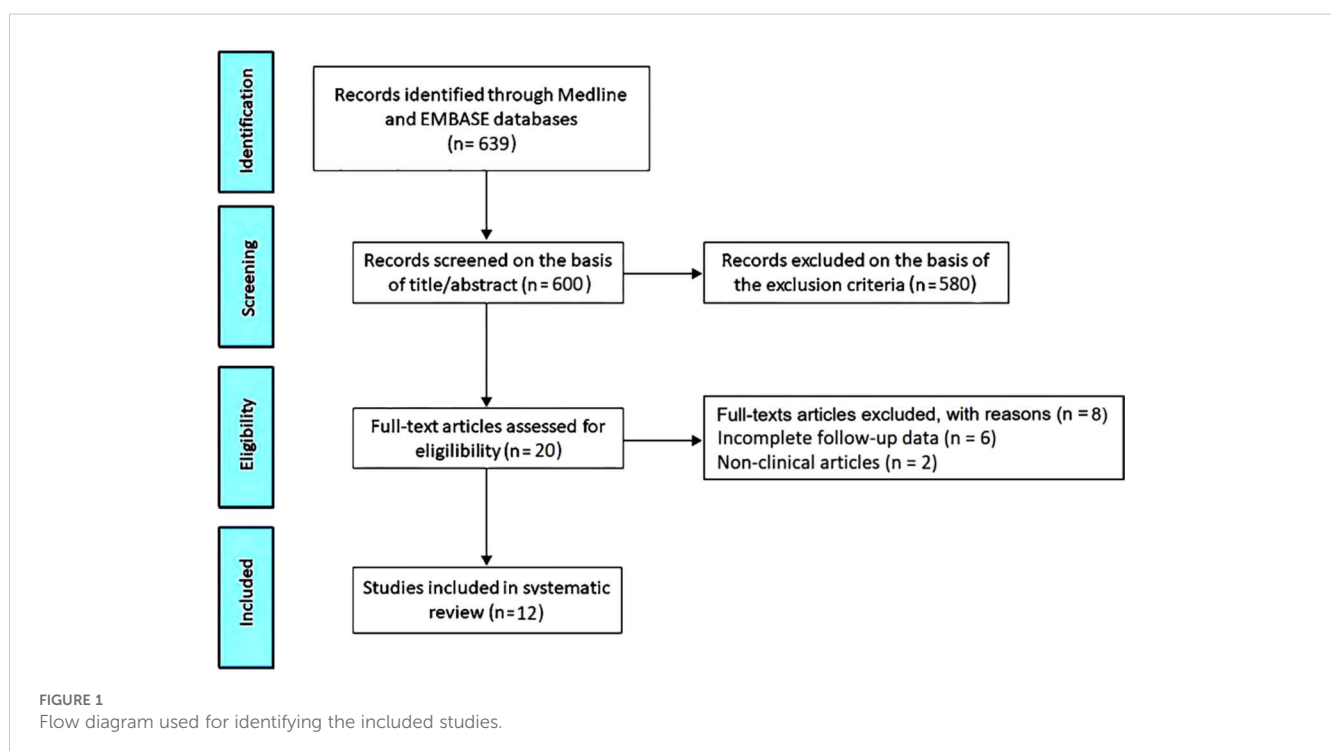 Identification
Records identified through Medline
and EMBASE databases
(n= 639)
Screening
Records screened on the basis
of title/abstract (n = 600)
Records excluded on the basis of
the exclusion criteria (n=580)
Eligibility
Full-text articles assessed for
eligilibility (n= 20)
Full-texts articles excluded, with reasons (n = 8)
Incomplete follow-up data (n = 6)
Non-clinical articles (n = 2)
Included
Studies included in systematic
review (n=12)
FIGURE 1
Flow diagram used for identifying the included studies.